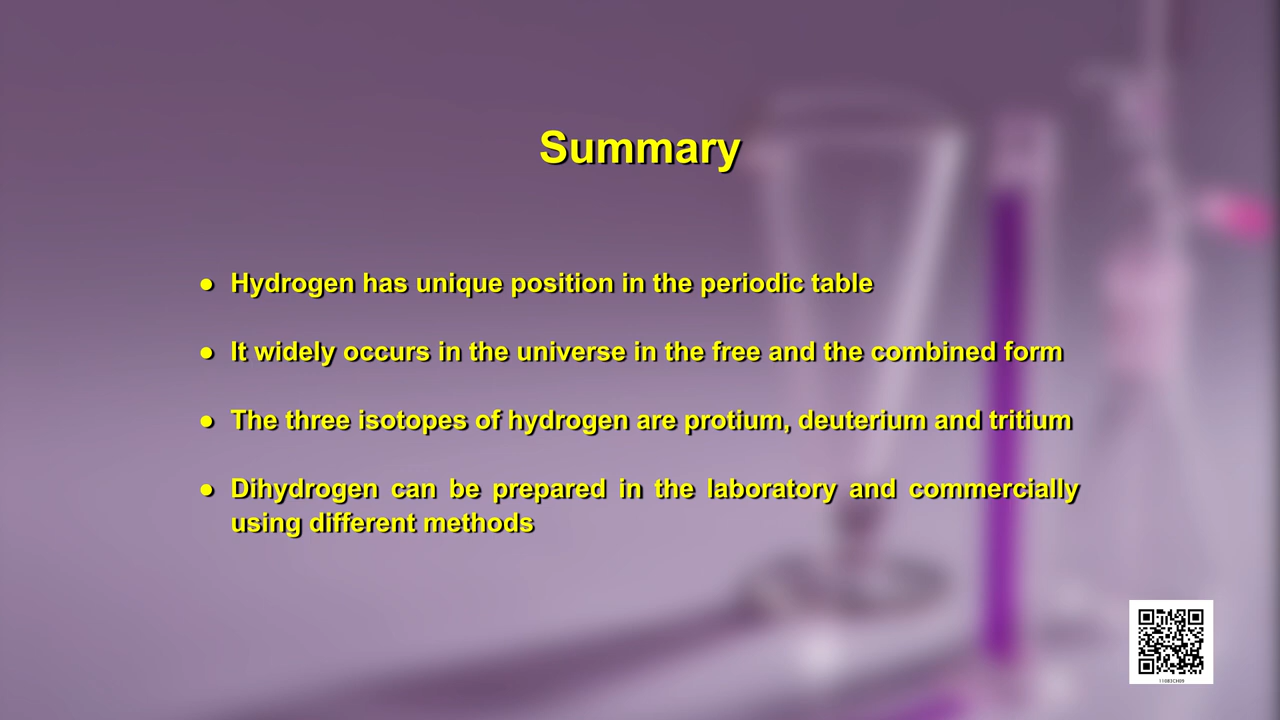 Summary
● Hydrogen has unique position in the periodic table
● It widely occurs in the universe in the free and the combined form
● The three isotopes of hydrogen are protium, deuterium and tritium
● Dihydrogen can be prepared in the laboratory and commercially
using different methods
11083CH09